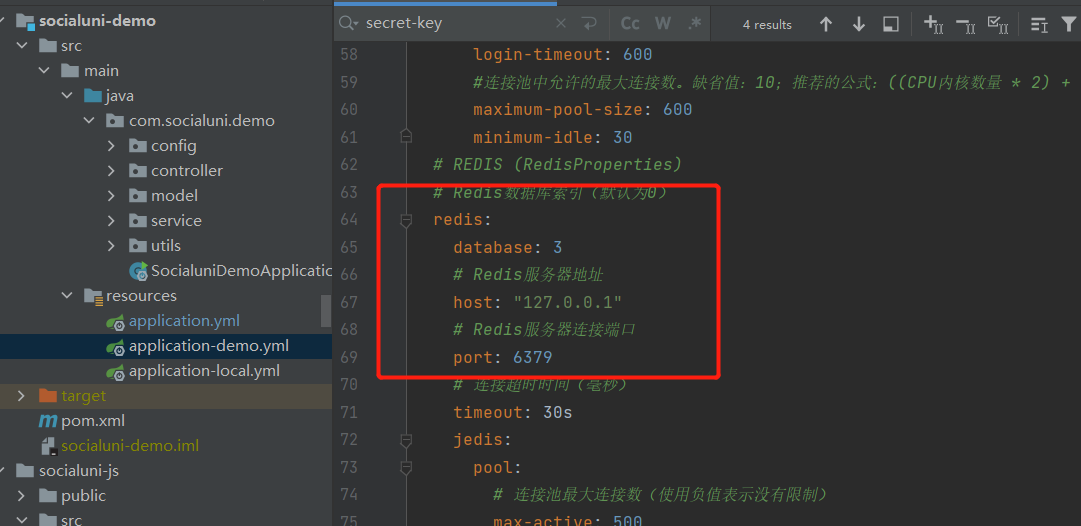 socialuni-demo
src
main
java
com.socialuni.demo
config
controller
model
service
utils
SocialuniDemoApplicatio
resources
application.yml
application-demo.yml
application-local.yml
target
pom.xml
socialuni-demo.iml
socialuni-js
public
src
secret-key
Cc W .* 4 results
58 login-timeout: 600
59 #连接池中允许的最大连接数。缺省值：10；推荐的公式：((CPU内核数量 * 2) +
60 maximum-pool-size: 600
61 minimum-idle: 30
62 # REDIS (RedisProperties)
63 # Redis数据库索引（默认为0）
64 redis:
65 database: 3
66 # Redis服务器地址
67 host: "127.0.0.1"
68 # Redis服务器连接端口
69 port: 6379
70 # 连接超时时间（毫秒）
71 timeout: 30s
72 jedis:
73 pool:
74 # 连接池最大连接数（使用负值表示没有限制）
75 max-active: 500